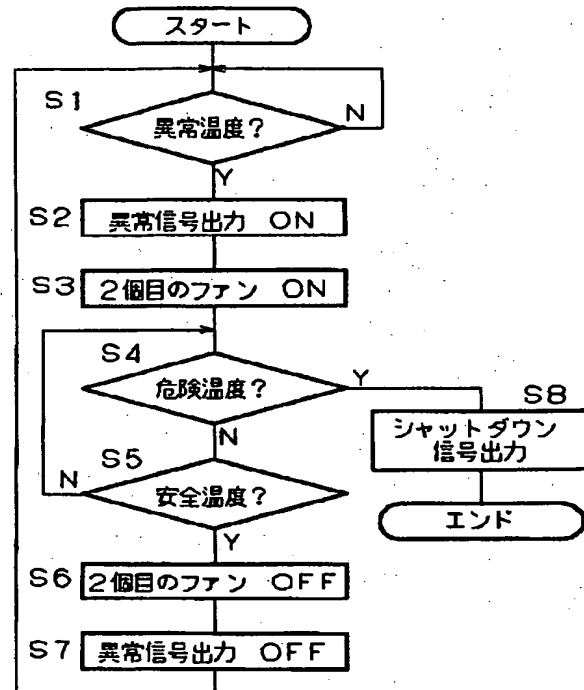 スタート
S1
異常温度?
N
Y
S2
異常信号出力 ON
S3
2個目のファン ON
S4
危険温度?
Y
N
S8
シャットダウン
信号出力
エンド
S5
安全温度?
N
Y
S6
2個目のファン OFF
S7
異常信号出力 OFF